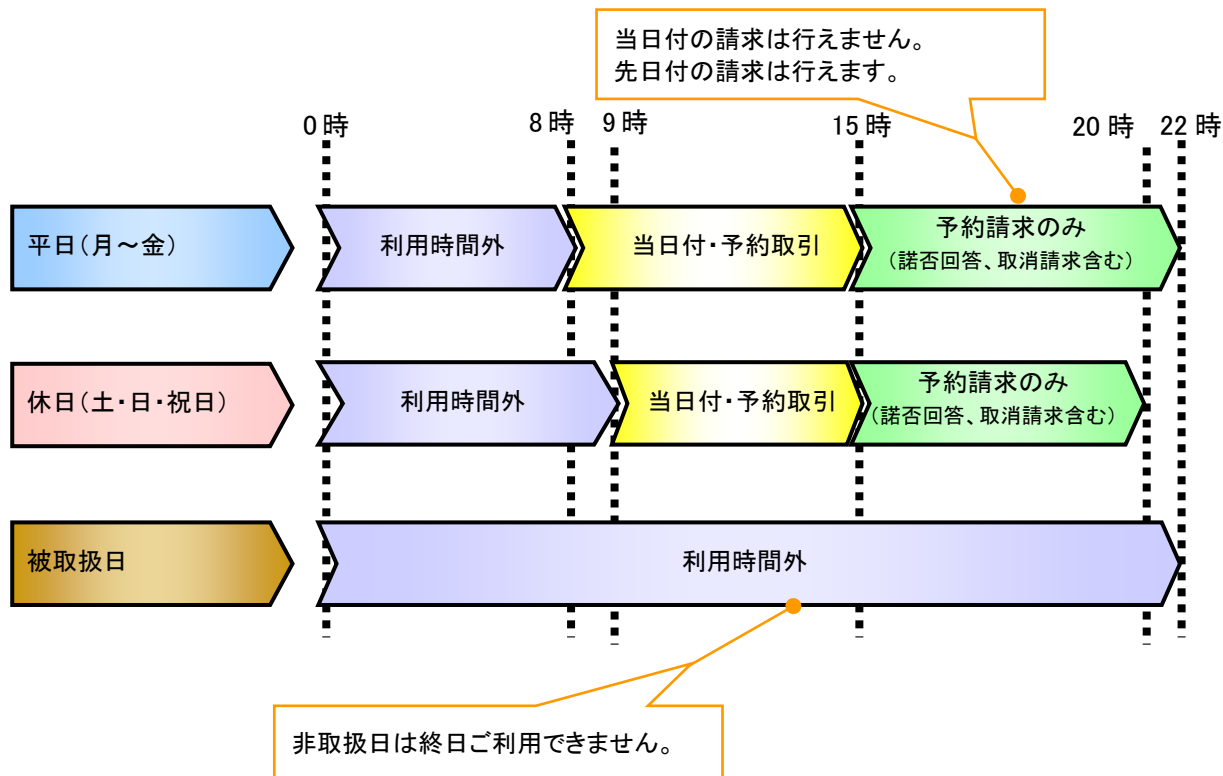 当日付の請求は行えません。
先日付の請求は行えます。
0時 8時 9時 15時 20時 22時
平日(月～金) 利用時間外 当日付・予約取引 予約請求のみ
(諾否回答、取消請求含む)
休日(土・日・祝日) 利用時間外 当日付・予約取引 予約請求のみ
(諾否回答、取消請求含む)
被取扱日 利用時間外
非取扱日は終日ご利用できません。